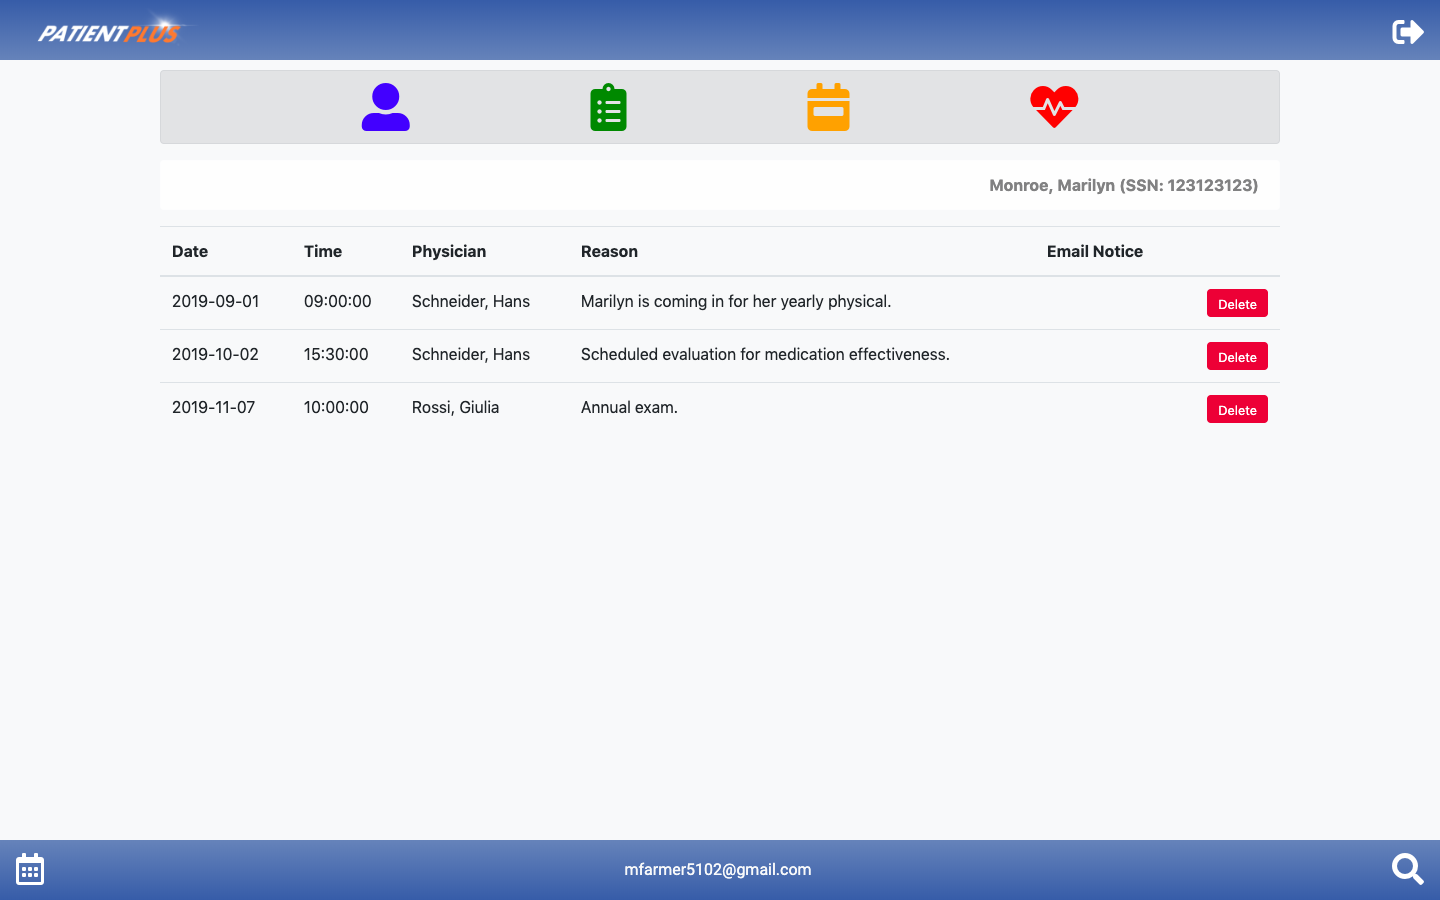 PATIENTPLUS
Monroe, Marilyn (SSN: 123123123)
Date Time Physician Reason Email Notice
2019-09-01 09:00:00 Schneider, Hans Marilyn is coming in for her yearly physical. Delete
2019-10-02 15:30:00 Schneider, Hans Scheduled evaluation for medication effectiveness. Delete
2019-11-07 10:00:00 Rossi, Giulia Annual exam. Delete
mfarmer5102@gmail.com